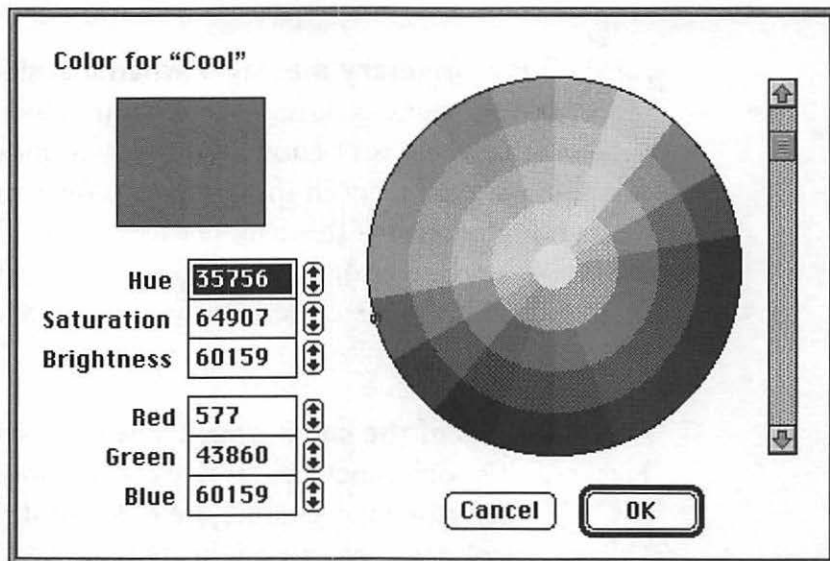 Color for “Cool”
Hue 35756
Saturation 64907
Brightness 60159
Red 577
Green 43860
Blue 60159
Cancel OK